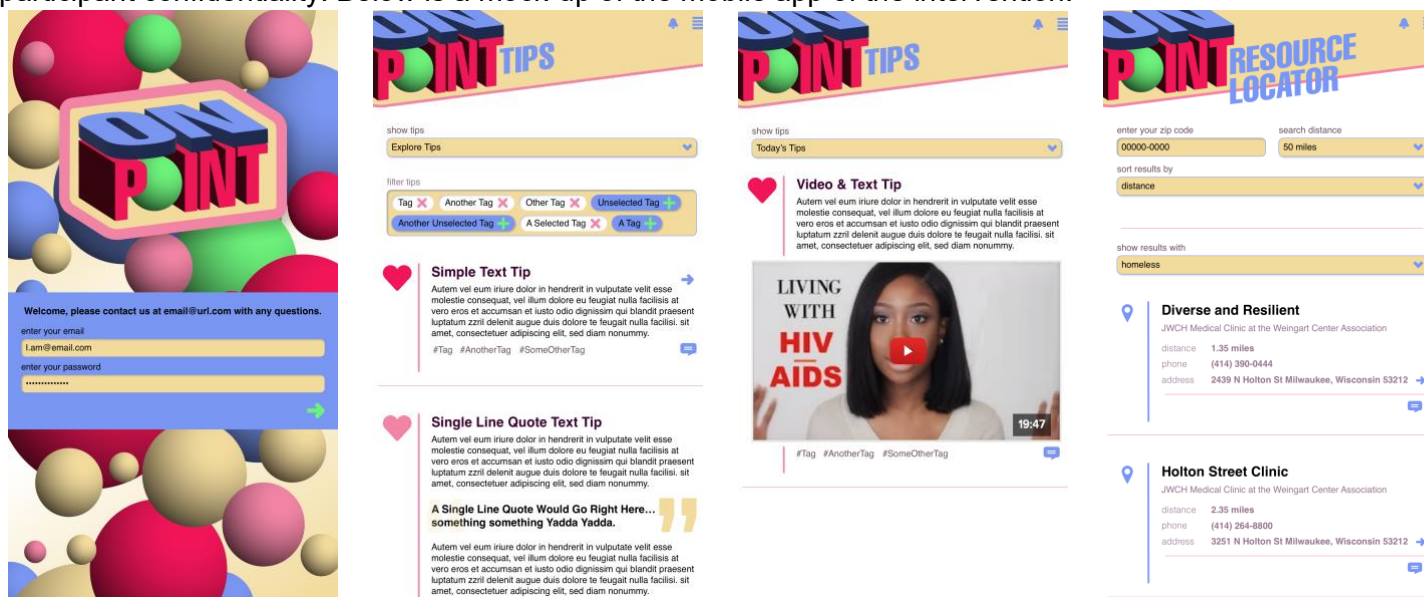 participant confidentiality. Below is a mock-up of the mobile app of the intervention.
ON
POINT
Welcome, please contact us at email@url.com with any questions.
enter your email
I.am@email.com
enter your password
••••••••••••••
ON
POINT TIPS
show tips
Explore Tips
filter tips
Tag Another Tag Other Tag Unselected Tag
Another Unselected Tag A Selected Tag A Tag
Simple Text Tip
Autem vel eum iriure dolor in hendrerit in vulputate velit esse
molestie consequat, vel illum dolore eu feugiat nulla facilisis at
vero eros et accumsan et iusto odio dignissim qui blandit praesent
luptatum zzril delenit augue duis dolore te feugait nulla facilisi. sit
amet, consectetuer adipiscing elit, sed diam nonummy.
#Tag #AnotherTag #SomeOtherTag
Single Line Quote Text Tip
Autem vel eum iriure dolor in hendrerit in vulputate velit esse
molestie consequat, vel illum dolore eu feugiat nulla facilisis at
vero eros et accumsan et iusto odio dignissim qui blandit praesent
luptatum zzril delenit augue duis dolore te feugait nulla facilisi. sit
amet, consectetuer adipiscing elit, sed diam nonummy.
A Single Line Quote Would Go Right Here…
something something Yadda Yadda.
Autem vel eum iriure dolor in hendrerit in vulputate velit esse
molestie consequat, vel illum dolore eu feugiat nulla facilisis at
vero eros et accumsan et iusto odio dignissim qui blandit praesent
luptatum zzril delenit augue duis dolore te feugait nulla facilisi. sit
amet, consectetuer adipiscing elit, sed diam nonummy.
ON
POINT TIPS
show tips
Today's Tips
Video & Text Tip
Autem vel eum iriure dolor in hendrerit in vulputate velit esse
molestie consequat, vel illum dolore eu feugiat nulla facilisis at
vero eros et accumsan et iusto odio dignissim qui blandit praesent
luptatum zzril delenit augue duis dolore te feugait nulla facilisi. sit
amet, consectetuer adipiscing elit, sed diam nonummy.
LIVING
WITH
HIV
AIDS
19:47
#Tag #AnotherTag #SomeOtherTag
ON
POINT RESOURCE
LOCATOR
enter your zip code search distance
00000-0000 50 miles
sort results by
distance
show results with
homeless
Diverse and Resilient
JWCH Medical Clinic at the Weingart Center Association
distance 1.35 miles
phone (414) 390-0444
address 2439 N Holton St Milwaukee, Wisconsin 53212
Holton Street Clinic
JWCH Medical Clinic at the Weingart Center Association
distance 2.35 miles
phone (414) 264-8800
address 3251 N Holton St Milwaukee, Wisconsin 53212